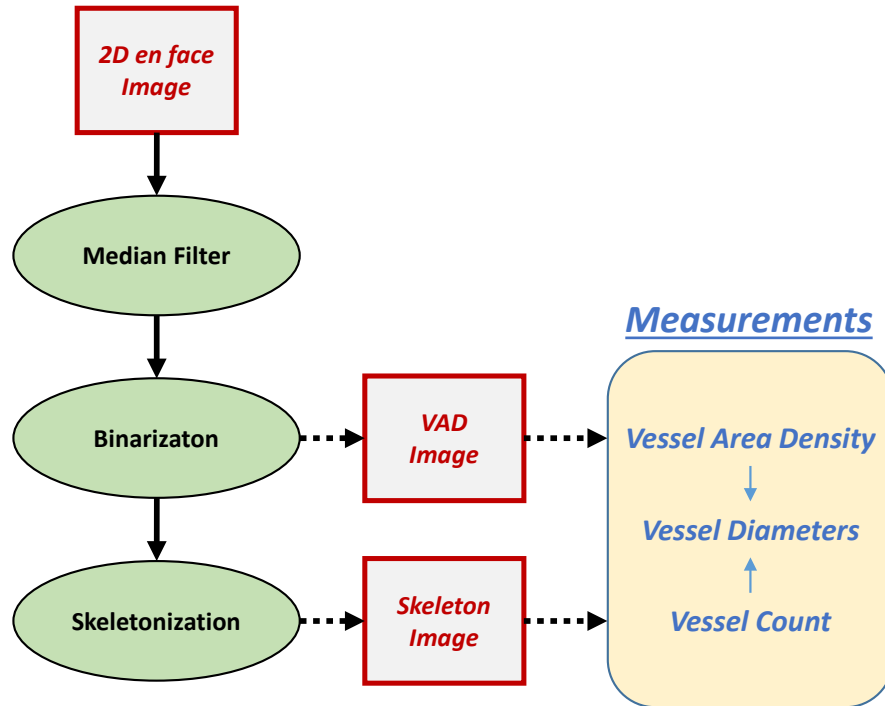 2D en face
Image
Median Filter
Measurements
Binarizaton
VAD
Image
Vessel Area Density
Vessel Diameters
Skeletonization
Skeleton
Image
Vessel Count